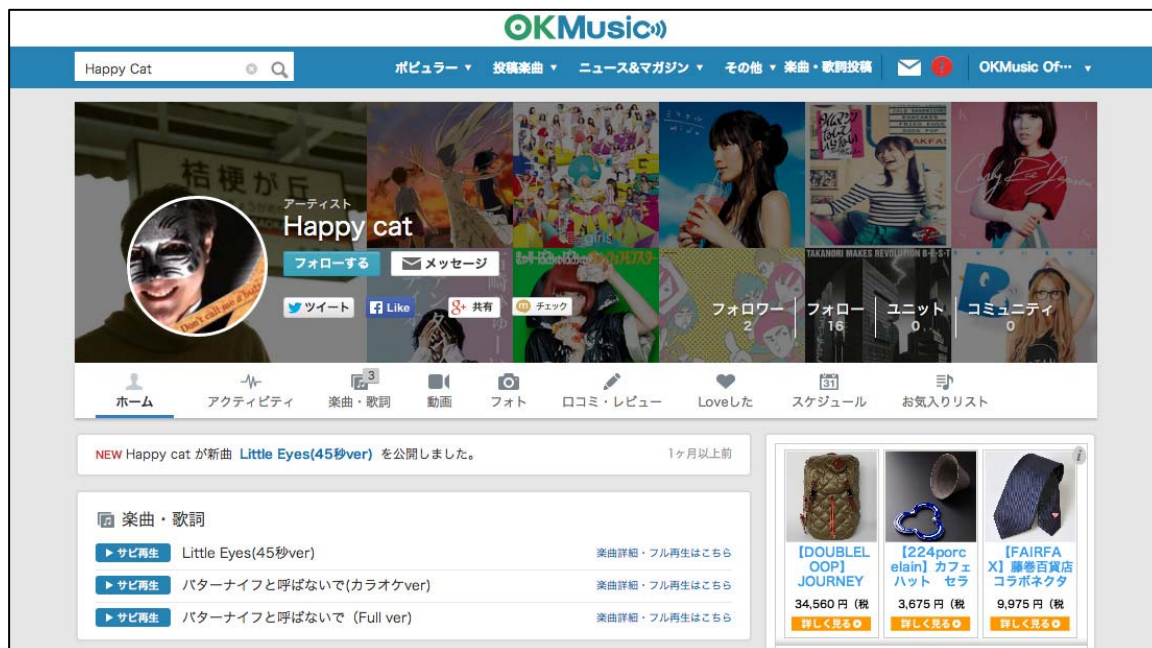 OKMusic
Happy Cat
ポピュラー ▼ 投稿楽曲 ▼ ニュース&マガジン ▼ その他 ▼ 楽曲・歌詞投稿 OKMusic Of… ▼
桔梗が丘
アーティスト
Happy cat
フォローする メッセージ
ツイート Like 8+ 共有 m チェック
girls
TAKANORI MAKES REVOLUTION B-E-S-T
Carly Rae Jepsen
Don't call me a butter
フォロワー フォロー ユニット コミュニティ
2 16 0 0
3
31
ホーム アクティビティ 楽曲・歌詞 動画 フォト 口コミ・レビュー Loveした スケジュール お気入りリスト
NEW Happy cat が新曲 Little Eyes(45秒ver) を公開しました。 1ヶ月以上前
楽曲・歌詞
サビ再生 Little Eyes(45秒ver) 楽曲詳細・フル再生はこちら
サビ再生 バターナイフと呼ばないで(カラオケver) 楽曲詳細・フル再生はこちら
サビ再生 バターナイフと呼ばないで（Full ver) 楽曲詳細・フル再生はこちら
i
【DOUBLEL
OOP】
JOURNEY
34,560 円（税
詳しく見る
【224porc
elain】カフェ
ハット セラ
3,675 円（税
詳しく見る
【FAIRFA
X】藤巻百貨店
コラボネクタ
9,975 円（税
詳しく見る